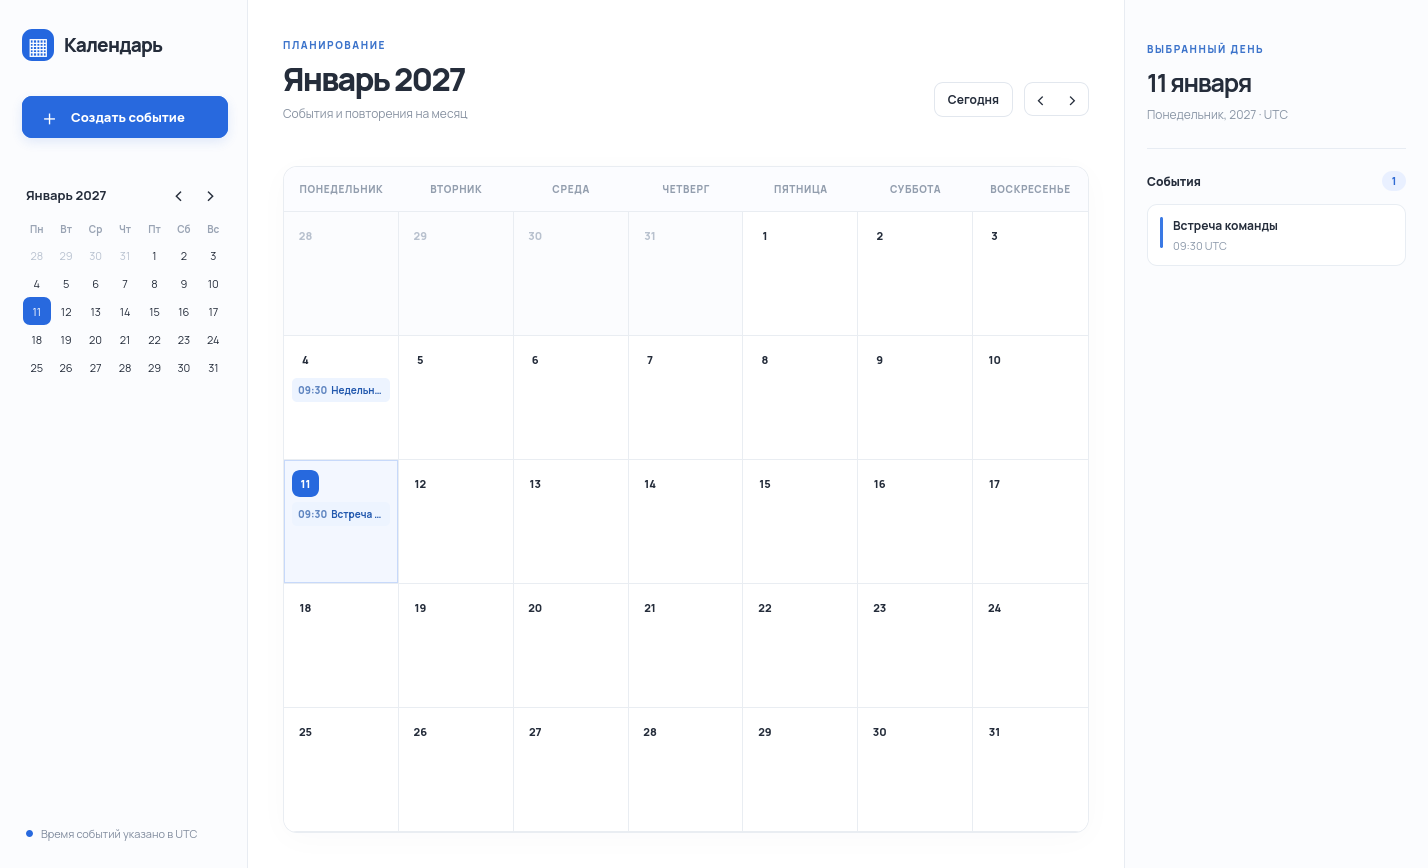 Календарь
+ Создать событие
Январь 2027
Пн Вт Ср Чт Пт Сб Вс
28 29 30 31 1 2 3
4 5 6 7 8 9 10
11 12 13 14 15 16 17
18 19 20 21 22 23 24
25 26 27 28 29 30 31
Время событий указано в UTC
ПЛАНИРОВАНИЕ
Январь 2027
События и повторения на месяц
Сегодня
ПОНЕДЕЛЬНИК ВТОРНИК СРЕДА ЧЕТВЕРГ ПЯТНИЦА СУББОТА ВОСКРЕСЕНЬЕ
28 29 30 31 1 2 3
4 5 6 7 8 9 10
09:30 Недельн…
11 12 13 14 15 16 17
09:30 Встреча …
18 19 20 21 22 23 24
25 26 27 28 29 30 31
ВЫБРАННЫЙ ДЕНЬ
11 января
Понедельник, 2027 · UTC
События 1
Встреча команды
09:30 UTC